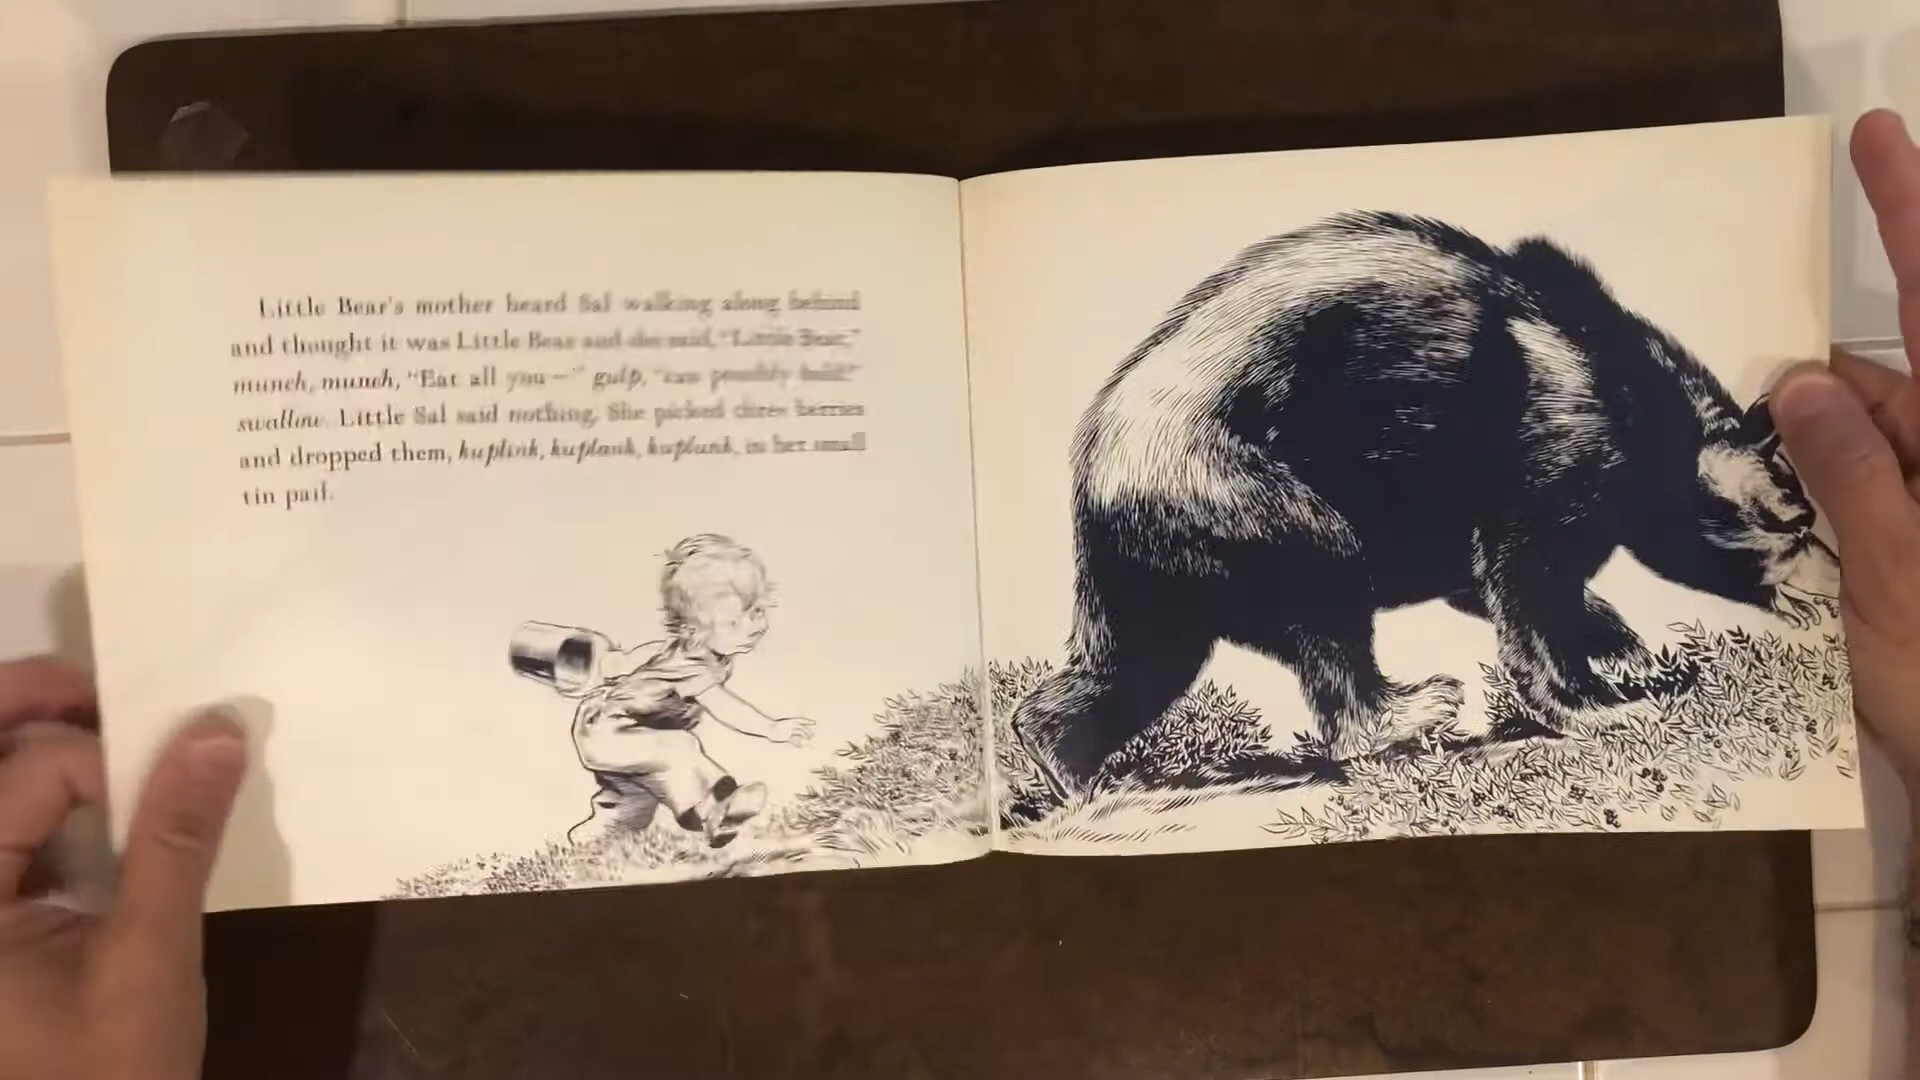 Little Bear's mother heard Sal walking along behind
and thought it was Little Bear and she said, "Little Bear,"
munch, munch, "Eat all you—" gulp, "can possibly hold!"
swallow. Little Sal said nothing. She picked three berries
and dropped them, kuplink, kuplank, kuplunk, in her small
tin pail.